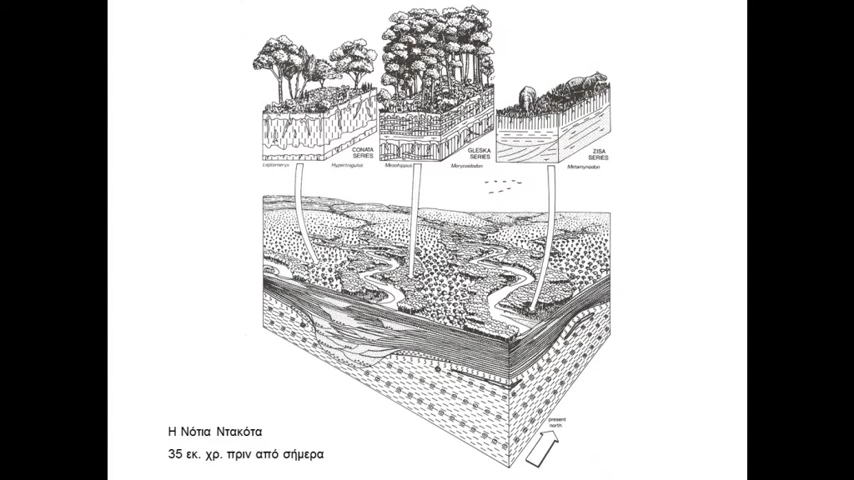 CONATA
SERIES
GLESKA
SERIES
ZISA
SERIES
Leptomeryx Hypertragulus Mesohippus Merycoidodon Metamynodon
present
north
Η Νότια Ντακότα
35 εκ. χρ. πριν από σήμερα